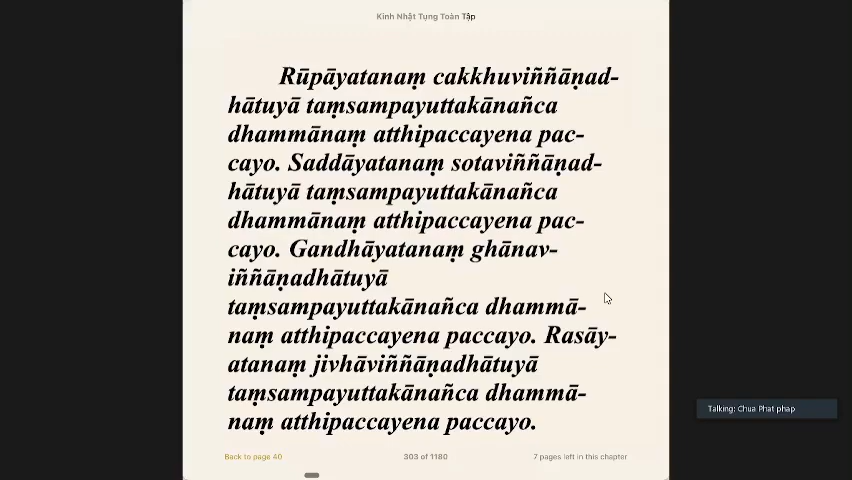 Kinh Nhật Tụng Toàn Tập
Rūpāyatanaṃ cakkhuviññāṇad-
hātuyā taṃsampayuttakānañca
dhammānaṃ atthipaccayena pac-
cayo. Saddāyatanaṃ sotaviññāṇad-
hātuyā taṃsampayuttakānañca
dhammānaṃ atthipaccayena pac-
cayo. Gandhāyatanaṃ ghānav-
iññāṇadhātuyā
taṃsampayuttakānañca dhammā-
naṃ atthipaccayena paccayo. Rasāy-
atanaṃ jivhāviññāṇadhātuyā
taṃsampayuttakānañca dhammā-
naṃ atthipaccayena paccayo.
Talking: Chua Phat phap
Back to page 40
303 of 1180
7 pages left in this chapter